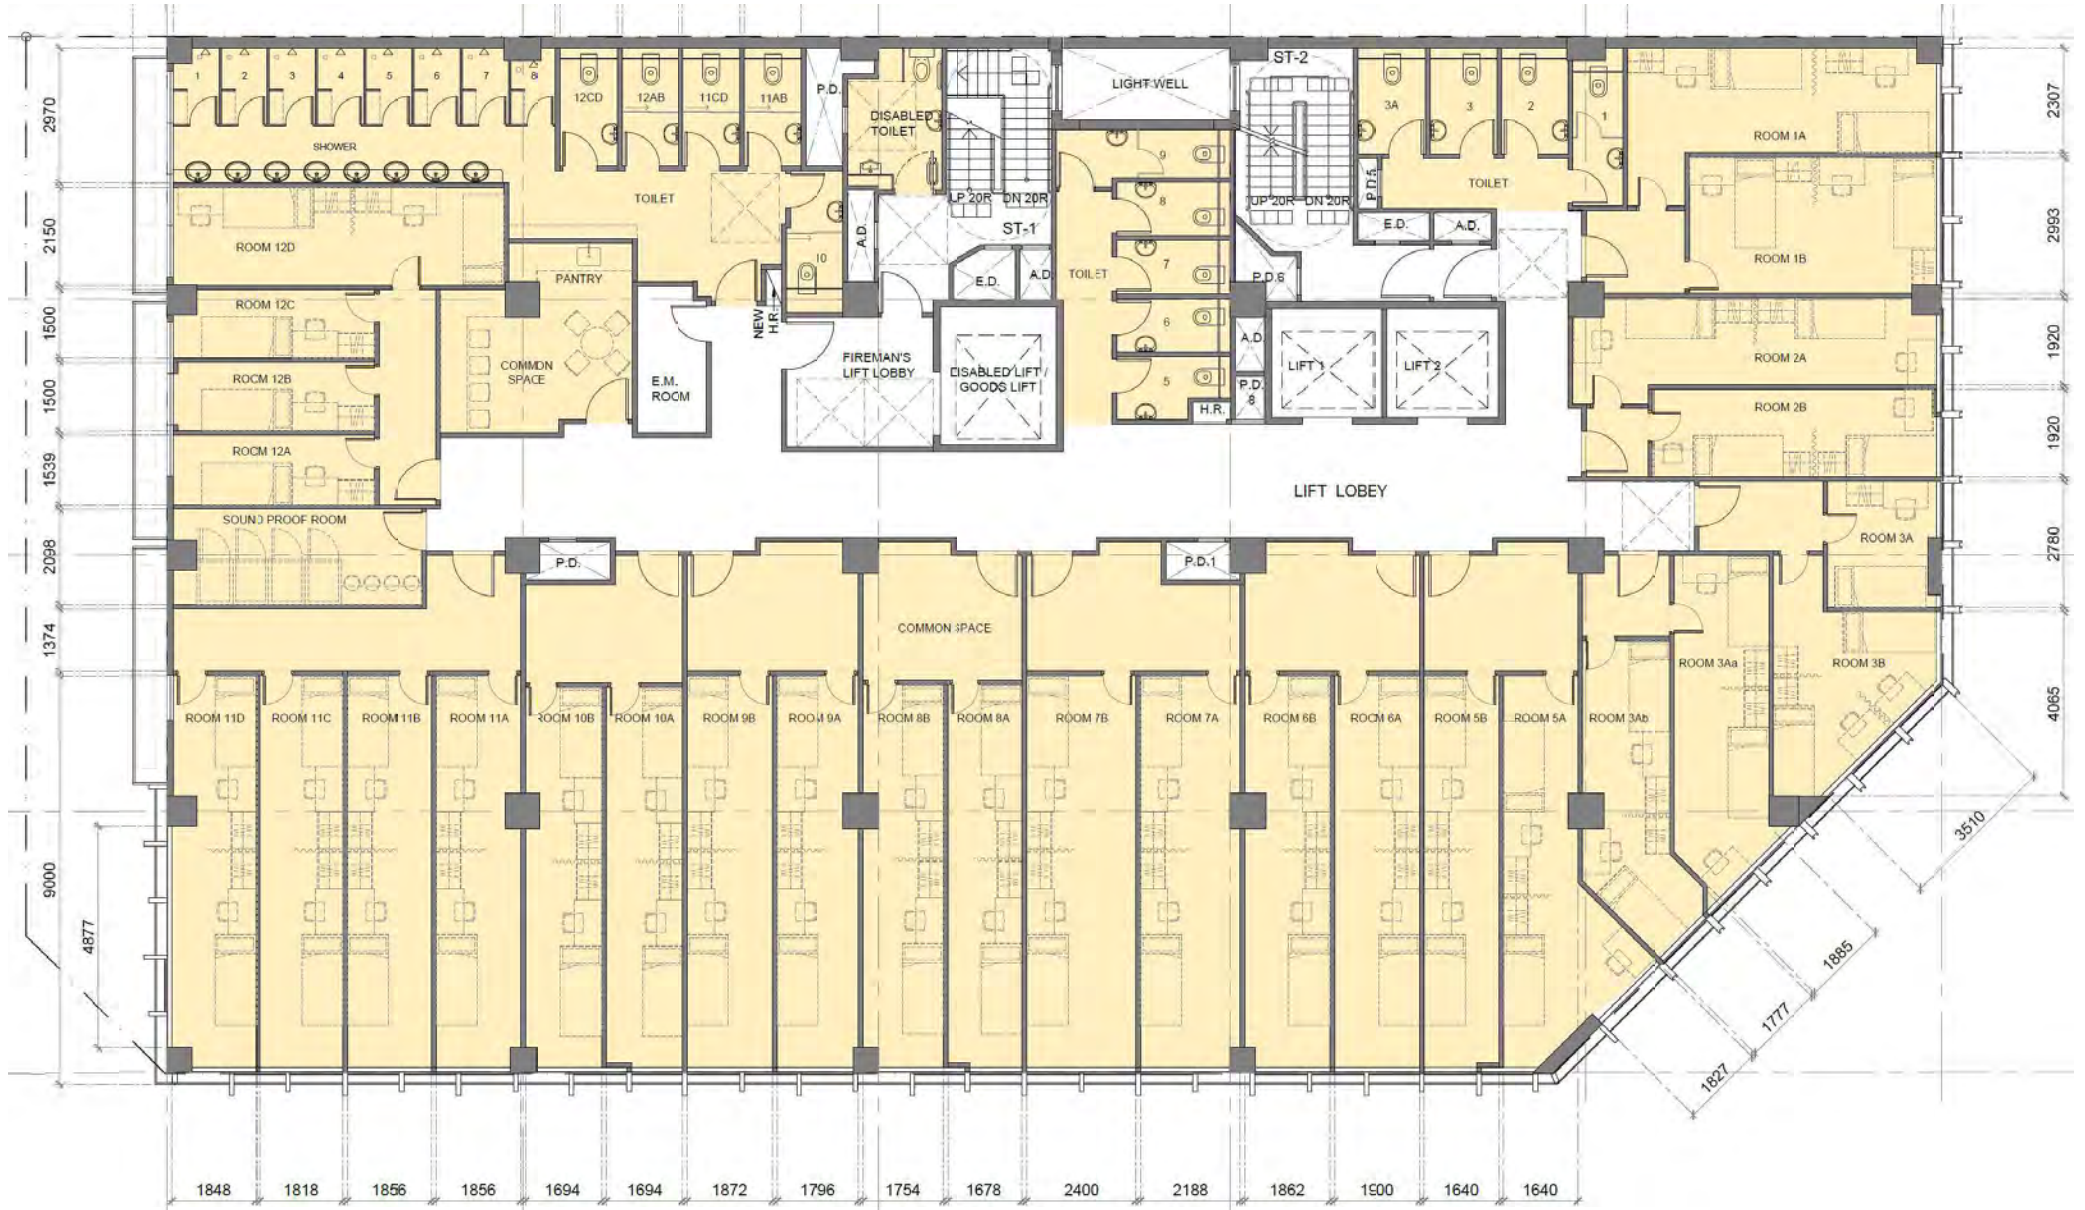 1
2
3
4
5
6
7
8
12CD
12AB
11CD
11AB
P.D.
DISABLED
TOILET
ST-1
UP 20R
DN 20R
LIGHT WELL
ST-2
UP 20R
DN 20R
3A
3
2
1
P.D.5
TOILET
E.D.
A.D.
ROOM 1A
ROOM 1B
SHOWER
TOILET
10
A.D.
E.D.
A.D.
TOILET
9
8
7
6
5
H.R.
P.D.6
A.D.
P.D.
8
LIFT 1
LIFT 2
ROOM 2A
ROOM 2B
ROOM 12D
ROOM 12C
ROCM 12B
ROCM 12A
PANTRY
COMMON
SPACE
E.M.
ROOM
NEW
H.R.
FIREMAN'S
LIFT LOBBY
DISABLED LIFT /
GOODS LIFT
LIFT LOBEY
SOUND PROOF ROOM
P.D.
P.D.1
COMMON SPACE
ROOM 3A
ROOM 3B
ROOM 3Aa
ROOM 3Ab
ROOM 11D
ROOM 11C
ROOM 11B
ROOM 11A
ROOM 10B
ROOM 10A
ROOM 9B
ROOM 9A
ROOM 8B
ROOM 8A
ROOM 7B
ROOM 7A
ROOM 6B
ROOM 6A
ROOM 5B
ROOM 5A
2970
2150
1500
1500
1539
2098
1374
9000
4877
2307
2993
1920
1920
2780
4065
3510
1885
1777
1827
1848
1818
1856
1856
1694
1694
1872
1796
1754
1678
2400
2188
1862
1900
1640
1640